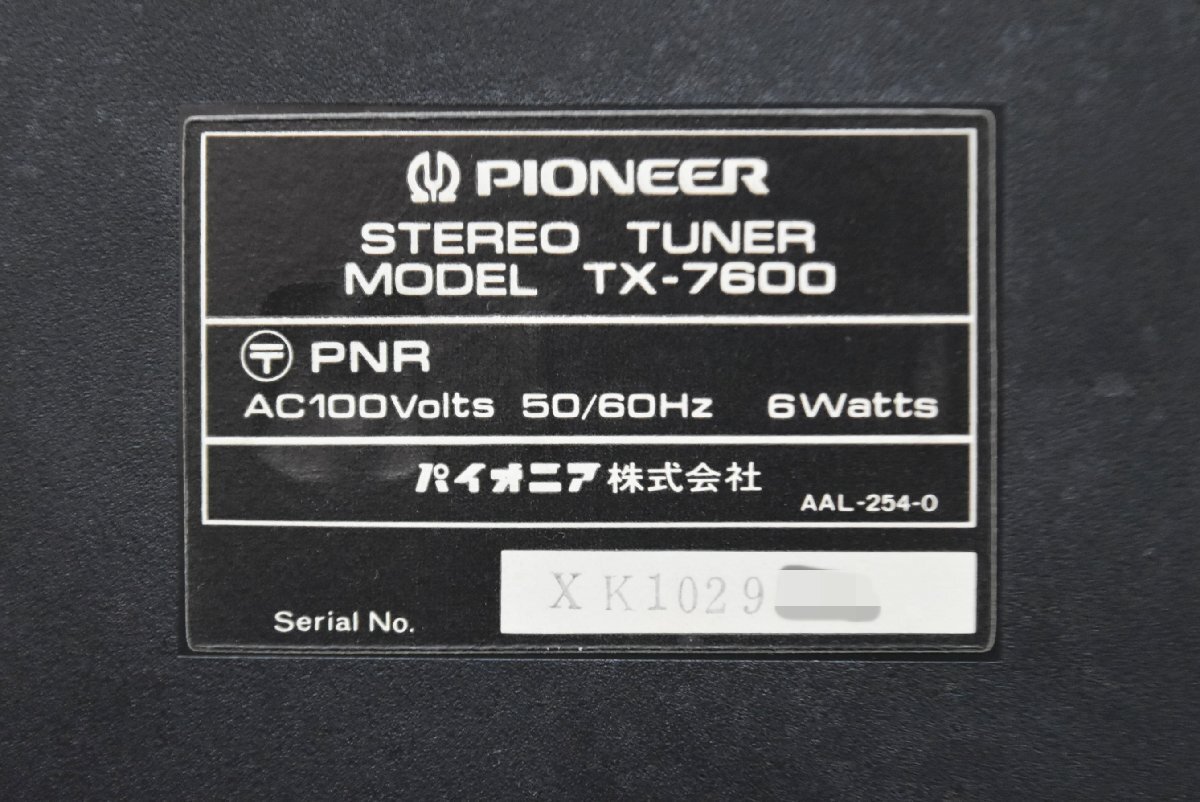 PIONEER
STEREO TUNER
MODEL TX-7600
〶 PNR
AC100Volts 50/60Hz 6Watts
パイオニア株式会社
AAL-254-0
Serial No. XK1029